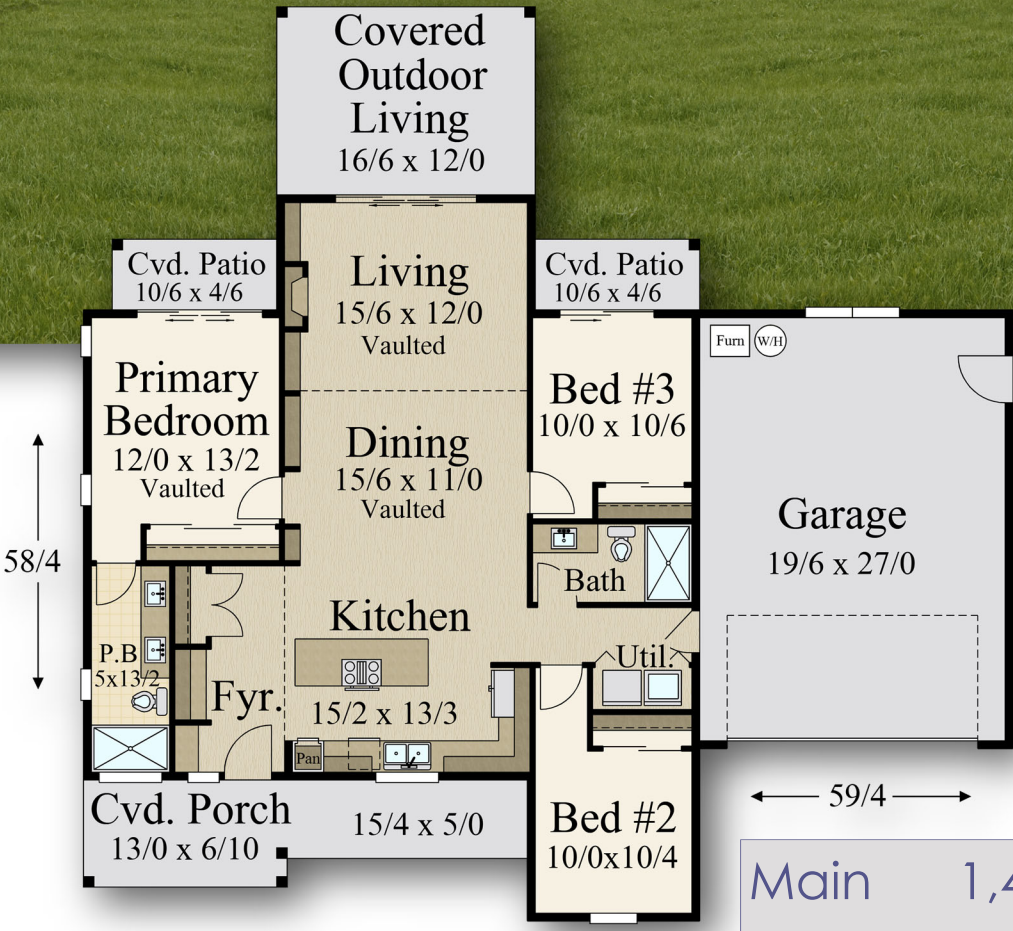 Covered
Outdoor
Living
16/6 x 12/0
Cvd. Patio
10/6 x 4/6
Living
15/6 x 12/0
Vaulted
Cvd. Patio
10/6 x 4/6
Furn
W/H
Primary
Bedroom
12/0 x 13/2
Vaulted
Bed #3
10/0 x 10/6
Dining
15/6 x 11/0
Vaulted
Garage
19/6 x 27/0
58/4
Bath
Kitchen
P.B
5x13/2
Util.
Fyr.
15/2 x 13/3
Pan
Cvd. Porch
13/0 x 6/10
15/4 x 5/0
Bed #2
10/0x10/4
59/4
Main 1,4